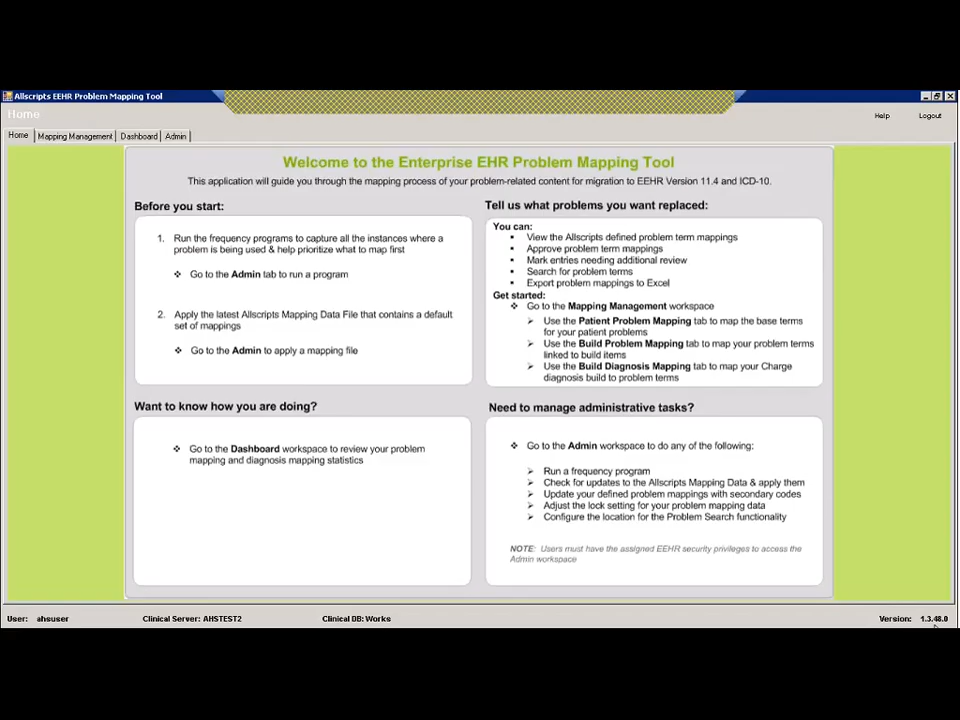 Allscripts EEHR Problem Mapping Tool
Home
Help Logout
Home Mapping Management Dashboard Admin
Welcome to the Enterprise EHR Problem Mapping Tool
This application will guide you through the mapping process of your problem-related content for migration to EEHR Version 11.4 and ICD-10.
Before you start:
1. Run the frequency programs to capture all the instances where a
problem is being used & help prioritize what to map first
❖ Go to the Admin tab to run a program
2. Apply the latest Allscripts Mapping Data File that contains a default
set of mappings
❖ Go to the Admin to apply a mapping file
Tell us what problems you want replaced:
You can:
▪ View the Allscripts defined problem term mappings
▪ Approve problem term mappings
▪ Mark entries needing additional review
▪ Search for problem terms
▪ Export problem mappings to Excel
Get started:
❖ Go to the Mapping Management workspace
➢ Use the Patient Problem Mapping tab to map the base terms
for your patient problems
➢ Use the Build Problem Mapping tab to map your problem terms
linked to build items
➢ Use the Build Diagnosis Mapping tab to map your Charge
diagnosis build to problem terms
Want to know how you are doing?
❖ Go to the Dashboard workspace to review your problem
mapping and diagnosis mapping statistics
Need to manage administrative tasks?
❖ Go to the Admin workspace to do any of the following:
➢ Run a frequency program
➢ Check for updates to the Allscripts Mapping Data & apply them
➢ Update your defined problem mappings with secondary codes
➢ Adjust the lock setting for your problem mapping data
➢ Configure the location for the Problem Search functionality
NOTE: Users must have the assigned EEHR security privileges to access the
Admin workspace
User: ahsuser Clinical Server: AHSTEST2 Clinical DB: Works Version: 1.3.48.0